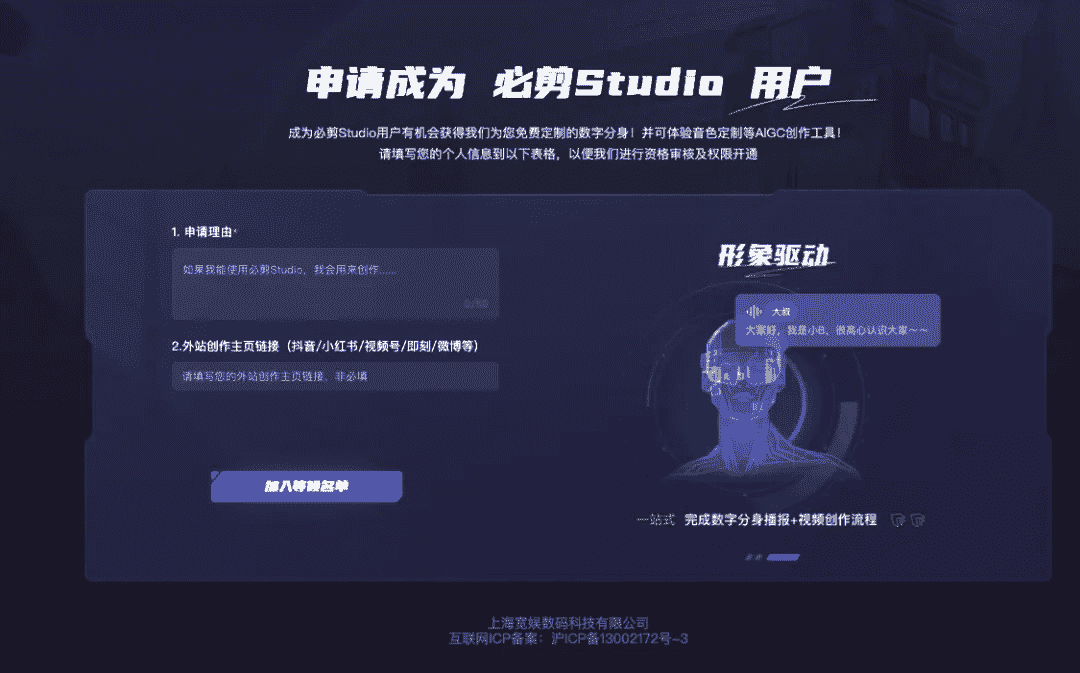 申请成为 必剪Studio 用户
成为必剪Studio用户有机会获得我们为您免费定制的数字分身！并可体验音色定制等AIGC创作工具！
请填写您的个人信息到以下表格，以便我们进行资格审核及权限开通
1. 申请理由*
如果我能使用必剪Studio，我会用来创作......
2.外站创作主页链接（抖音/小红书/视频号/即刻/微博等）
请填写您的外站创作主页链接，非必填
加入等候名单
形象驱动
大叔
大家好，我是小B，很高心认识大家～～
一站式 完成数字分身播报+视频创作流程
上海宽娱数码科技有限公司
互联网ICP备案：沪ICP备13002172号-3